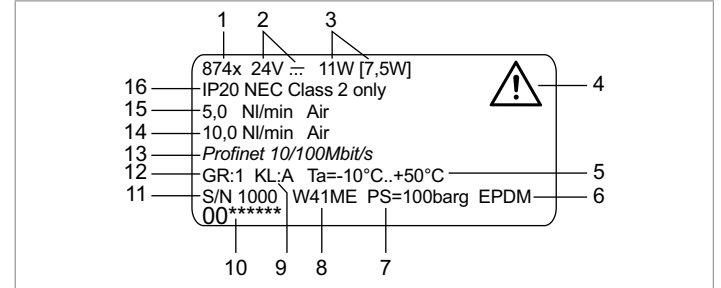 1 2 3
874x 24V ⎓ 11W [7,5W]
4
16 IP20 NEC Class 2 only
15 5,0 Nl/min Air
14 10,0 Nl/min Air
13 Profinet 10/100Mbit/s
12 GR:1 KL:A Ta=-10°C..+50°C 5
11 S/N 1000 W41ME PS=100barg EPDM 6
00******
10 9 8 7